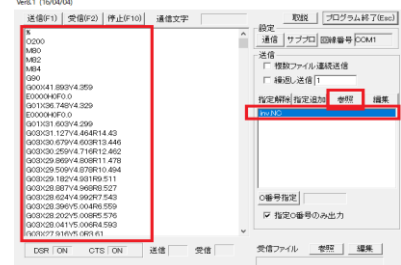 Ver8.1 (16/04/04)
送信(F2) 受信(F2) 停止(F10) 通信文字 取説 プログラム終了(Esc)
設定
通信 サブプロ 回線番号 COM1
%
O200
M80
M82
M84
G90
G00X41.893Y4.359
E0000H0F0.0
G01X36.748Y4.329
E0000H0F0.0
G01X31.603Y4.299
G03X31.127Y4.464R14.43
G03X30.679Y4.603R13.446
G03X30.259Y4.716R12.462
G03X29.869Y4.808R11.478
G03X29.509Y4.878R10.494
G03X29.182Y4.931R9.511
G03X28.887Y4.968R8.527
G03X28.624Y4.992R7.543
G03X28.396Y5.004R6.559
G03X28.202Y5.008R5.576
G03X28.041Y5.006R4.593
G03X27.916Y5.0R3.61
送信
複数ファイル連続送信
繰返し送信 1
指定解除 指定追加 参照 編集
inv.NC
O番号指定
指定O番号のみ出力
DSR ON CTS ON 送信 受信
受信ファイル 参照 編集